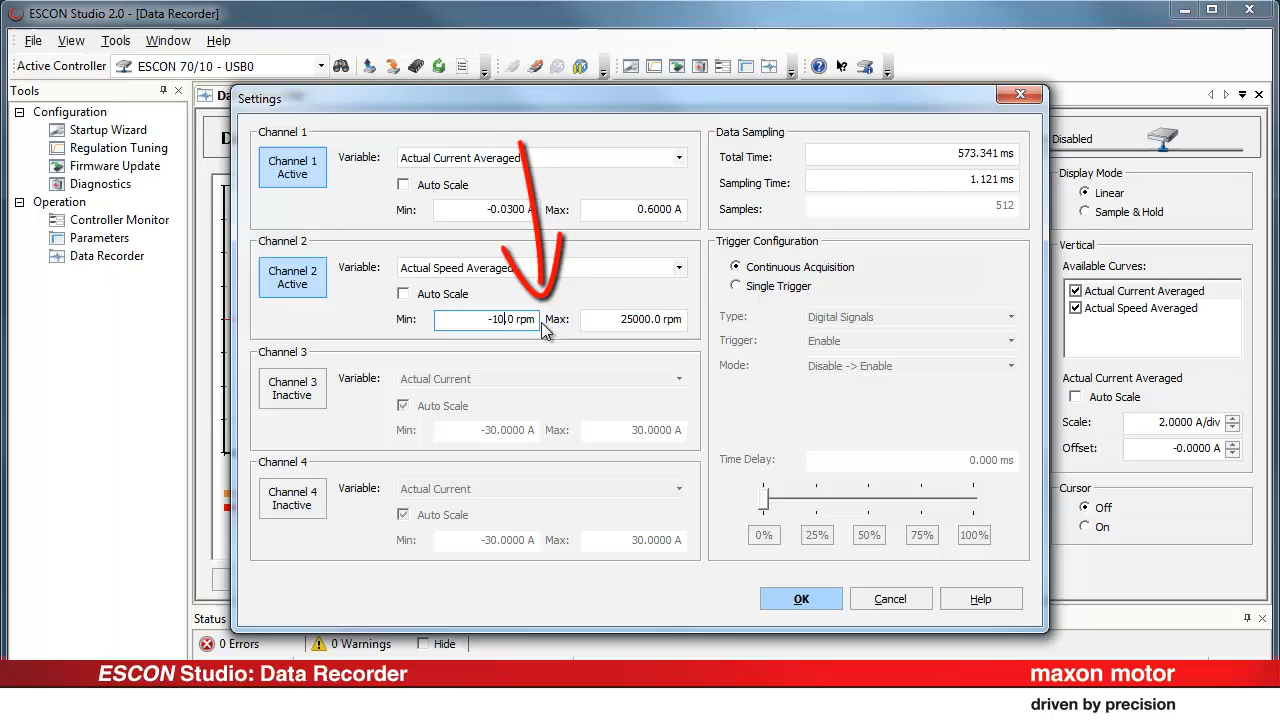 ESCON Studio 2.0 - [Data Recorder]
File View Tools Window Help
Active Controller ESCON 70/10 - USB0
Tools
Configuration
Startup Wizard
Regulation Tuning
Firmware Update
Diagnostics
Operation
Controller Monitor
Parameters
Data Recorder
Settings
Channel 1
Channel 1
Active
Variable: Actual Current Averaged
Auto Scale
Min: -0.0300 A Max: 0.6000 A
Channel 2
Channel 2
Active
Variable: Actual Speed Averaged
Auto Scale
Min: -10.0 rpm Max: 25000.0 rpm
Channel 3
Channel 3
Inactive
Variable: Actual Current
Auto Scale
Min: -30.0000 A Max: 30.0000 A
Channel 4
Channel 4
Inactive
Variable: Actual Current
Auto Scale
Min: -30.0000 A Max: 30.0000 A
Data Sampling
Total Time: 573.341 ms
Sampling Time: 1.121 ms
Samples: 512
Trigger Configuration
Continuous Acquisition
Single Trigger
Type: Digital Signals
Trigger: Enable
Mode: Disable -> Enable
Time Delay: 0.000 ms
0% 25% 50% 75% 100%
OK Cancel Help
Disabled
Display Mode
Linear
Sample & Hold
Vertical
Available Curves:
Actual Current Averaged
Actual Speed Averaged
Actual Current Averaged
Auto Scale
Scale: 2.0000 A/div
Offset: -0.0000 A
Cursor
Off
On
Status
0 Errors 0 Warnings Hide
ESCON Studio: Data Recorder
maxon motor
driven by precision